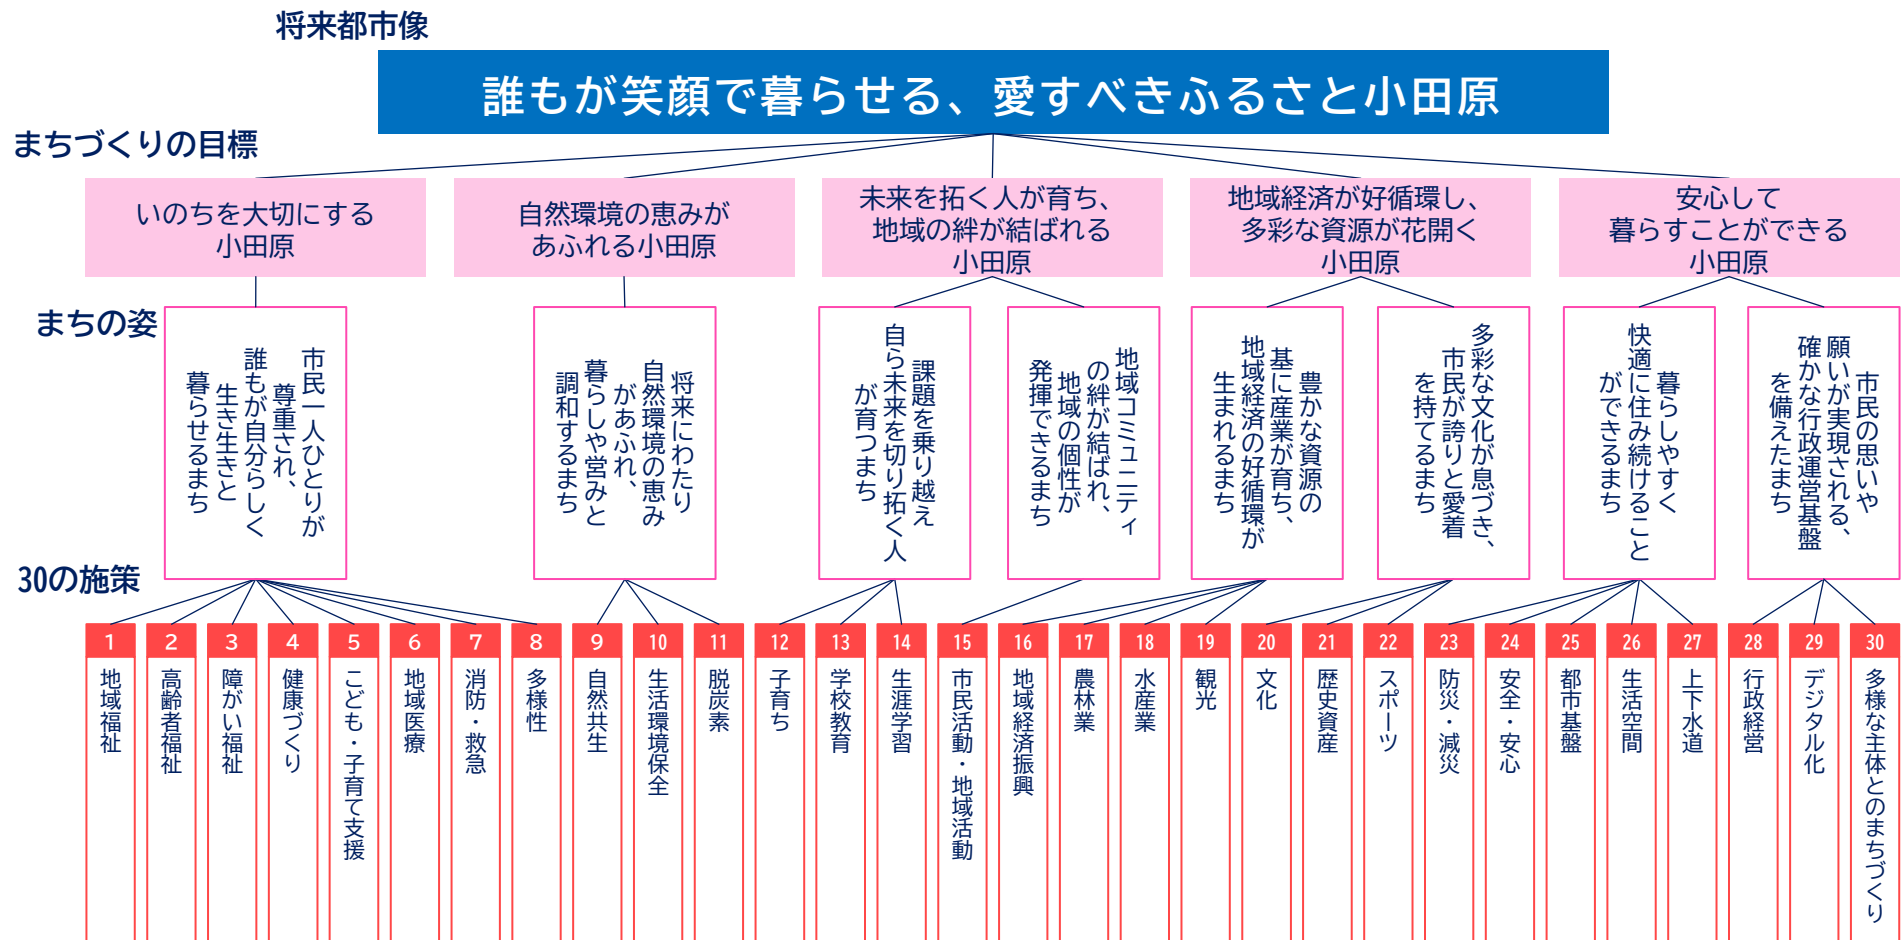 将来都市像
誰もが笑顔で暮らせる、愛すべきふるさと小田原
まちづくりの目標
いのちを大切にする
小田原
自然環境の恵みが
あふれる小田原
未来を拓く人が育ち、
地域の絆が結ばれる
小田原
地域経済が好循環し、
多彩な資源が花開く
小田原
安心して
暮らすことができる
小田原
まちの姿
市民一人ひとりが
尊重され、
誰もが自分らしく
生き生きと
暮らせるまち
将来にわたり
自然環境の恵み
があふれ、
暮らしや営みと
調和するまち
課題を乗り越え
自ら未来を切り拓く人
が育つまち
地域コミュニティ
の絆が結ばれ、
地域の個性が
発揮できるまち
豊かな資源の
基に産業が育ち、
地域経済の好循環が
生まれるまち
多彩な文化が息づき、
市民が誇りと愛着
を持てるまち
暮らしやすく
快適に住み続けること
ができるまち
市民の思いや
願いが実現される、
確かな行政運営基盤
を備えたまち
30の施策
1
地域福祉
2
高齢者福祉
3
障がい福祉
4
健康づくり
5
こども・子育て支援
6
地域医療
7
消防・救急
8
多様性
9
自然共生
10
生活環境保全
11
脱炭素
12
子育ち
13
学校教育
14
生涯学習
15
市民活動・地域活動
16
地域経済振興
17
農林業
18
水産業
19
観光
20
文化
21
歴史資産
22
スポーツ
23
防災・減災
24
安全・安心
25
都市基盤
26
生活空間
27
上下水道
28
行政経営
29
デジタル化
30
多様な主体とのまちづくり